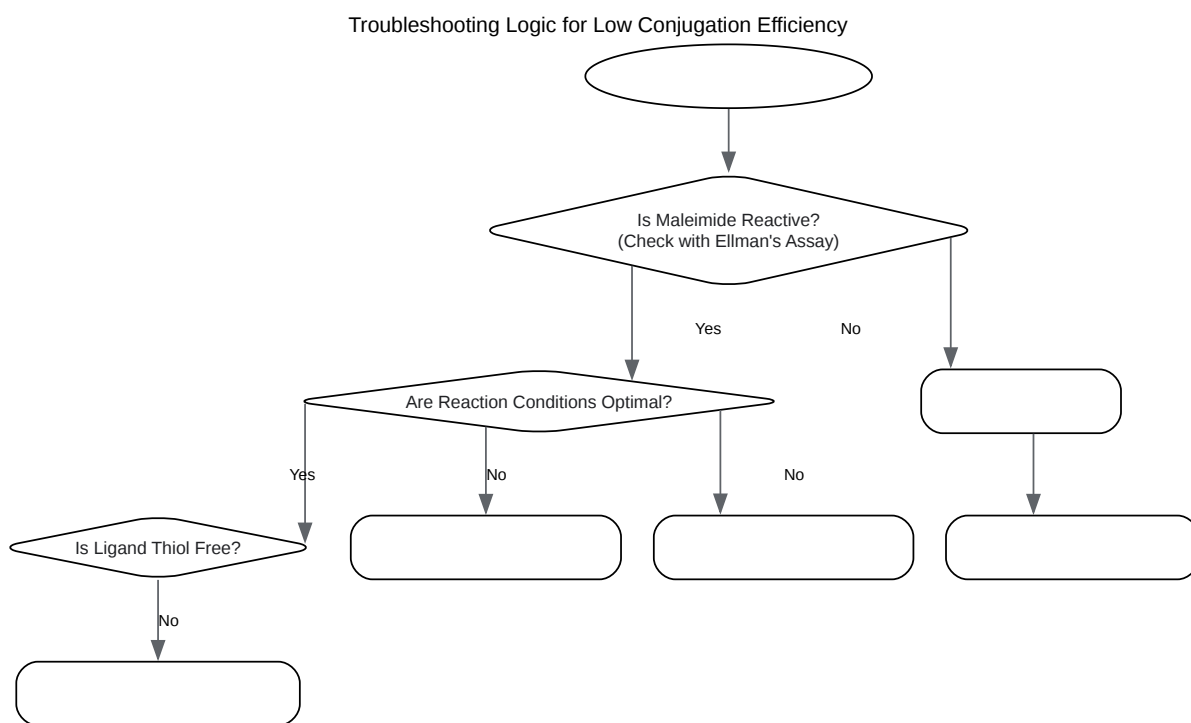 Troubleshooting Logic for Low Conjugation Efficiency
Is Maleimide Reactive?
(Check with Ellman's Assay)
Yes
No
Are Reaction Conditions Optimal?
Yes
No
No
Is Ligand Thiol Free?
No